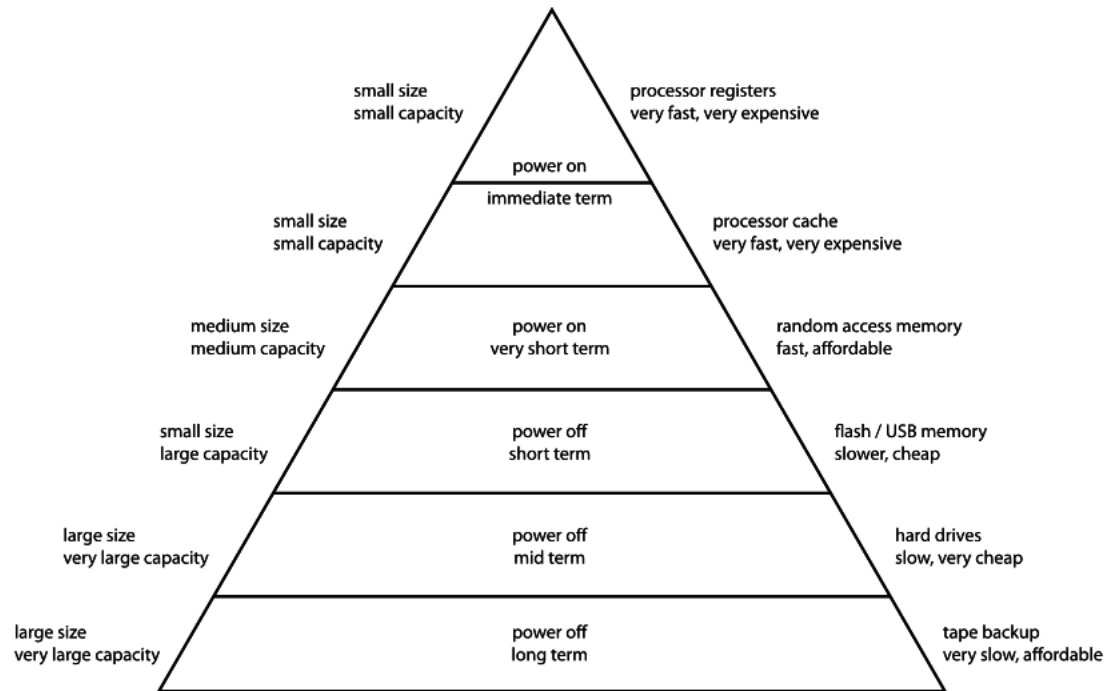 small size
small capacity
processor registers
very fast, very expensive
power on
immediate term
small size
small capacity
processor cache
very fast, very expensive
medium size
medium capacity
power on
very short term
random access memory
fast, affordable
small size
large capacity
power off
short term
flash / USB memory
slower, cheap
large size
very large capacity
power off
mid term
hard drives
slow, very cheap
large size
very large capacity
power off
long term
tape backup
very slow, affordable